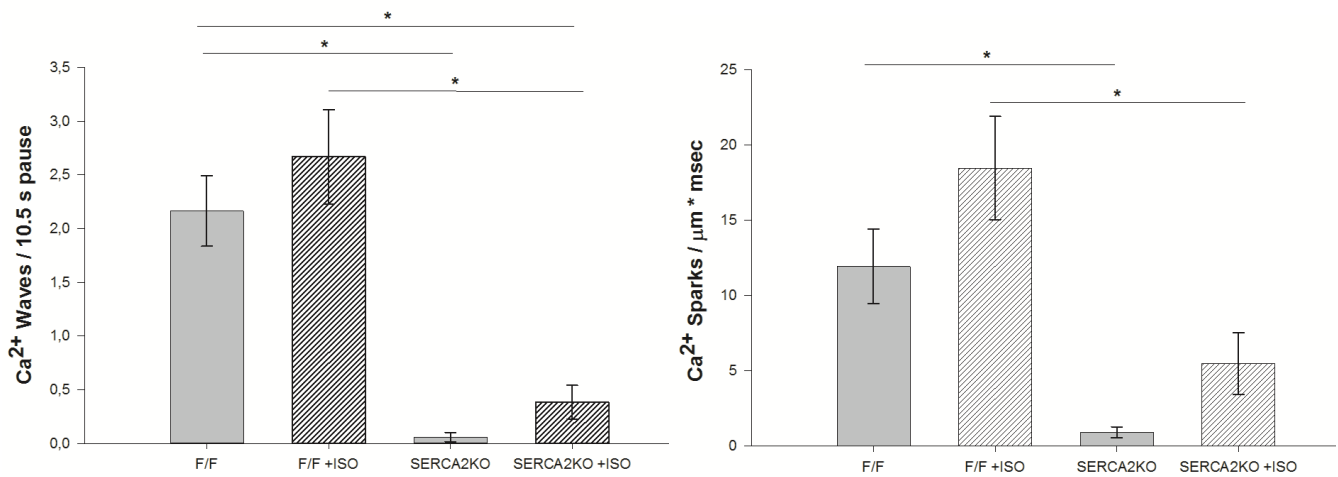 *
*
*
3,5
3,0
2,5
2,0
1,5
1,0
0,5
0,0
Ca2+ Waves / 10.5 s pause
F/F
F/F +ISO
SERCA2KO
SERCA2KO +ISO
*
*
25
20
15
10
5
0
Ca2+ Sparks / μm * msec
F/F
F/F +ISO
SERCA2KO
SERCA2KO +ISO